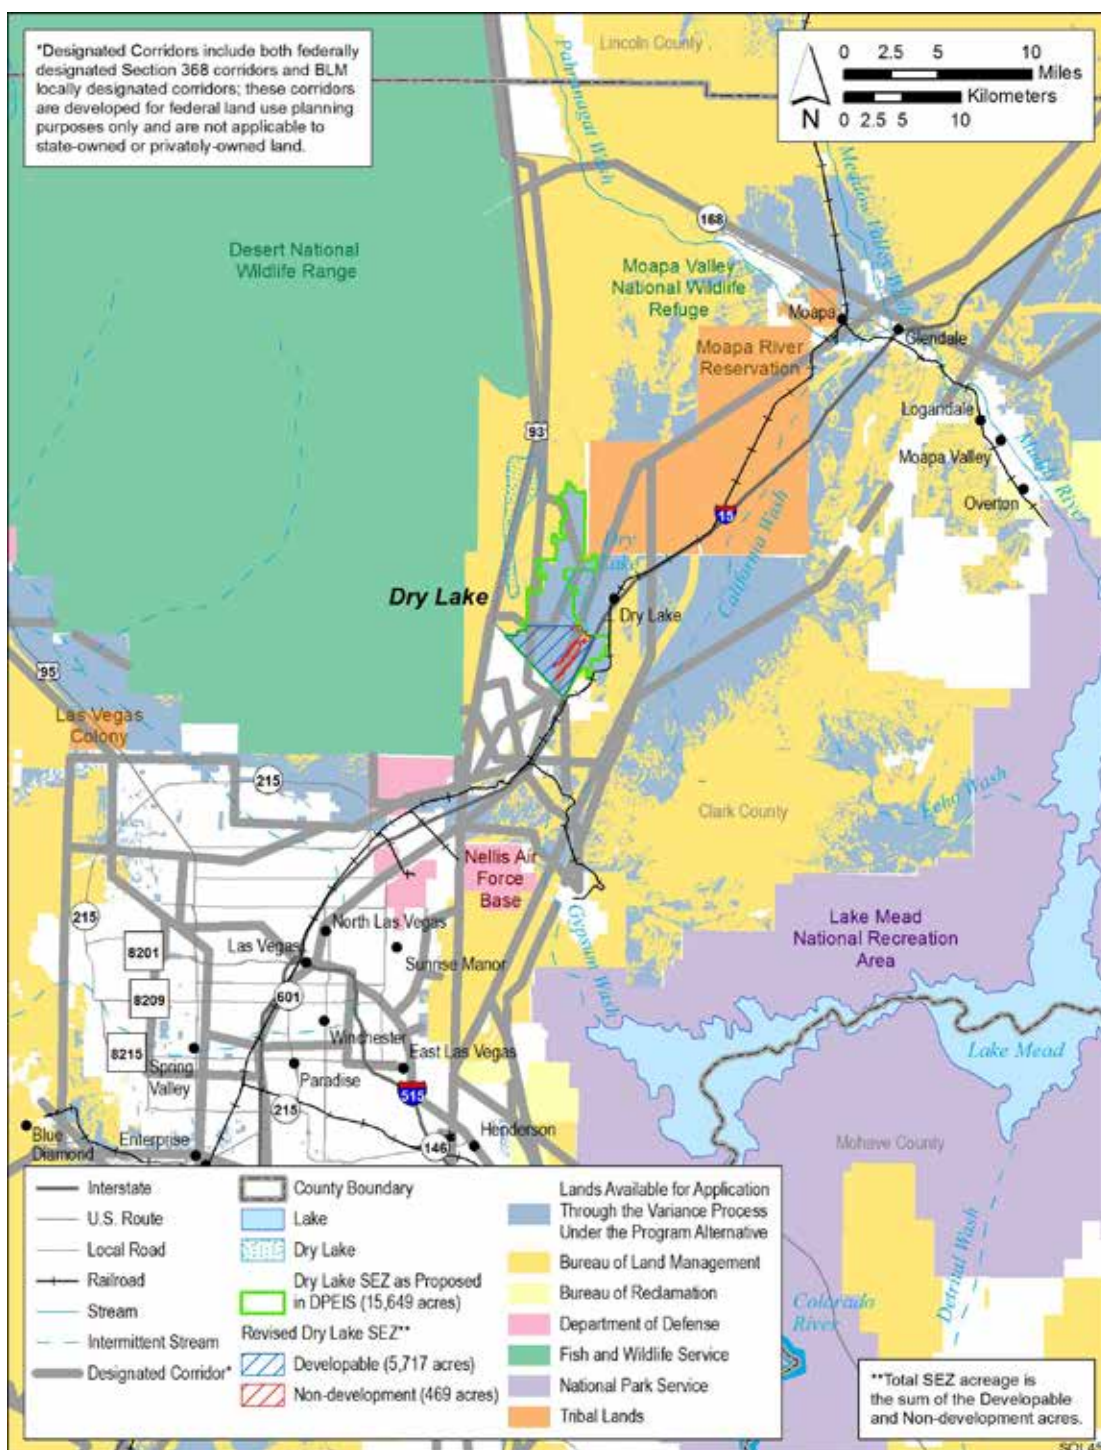 *Designated Corridors include both federally
designated Section 368 corridors and BLM
locally designated corridors; these corridors
are developed for federal land use planning
purposes only and are not applicable to
state-owned or privately-owned land.
Lincoln County
0 2.5 5 10
Miles
Kilometers
0 2.5 5 10
N
Pahranagat Wash
Meadow Valley Wash
168
Desert National
Wildlife Range
Moapa Valley
National Wildlife
Refuge
Moapa
Glendale
Moapa River
Reservation
Logandale
Moapa Valley
Muddy River
Overton
93
15
California Wash
Dry
Lake
Dry Lake
Dry Lake
95
Las Vegas
Colony
215
Clark County
Echo Wash
Nellis Air
Force
Base
Gypsum Wash
215
North Las Vegas
Las Vegas
Sunrise Manor
8201
8209
8215
601
Lake Mead
National Recreation
Area
Winchester
East Las Vegas
Spring
Valley
Paradise
Lake Mead
515
215
Blue
Diamond
Enterprise
146
Henderson
Mohave County
Detrital Wash
Colorado
River
Interstate
U.S. Route
Local Road
Railroad
Stream
Intermittent Stream
Designated Corridor*
County Boundary
Lake
Dry Lake
Dry Lake SEZ as Proposed
in DPEIS (15,649 acres)
Revised Dry Lake SEZ**
Developable (5,717 acres)
Non-development (469 acres)
Lands Available for Application
Through the Variance Process
Under the Program Alternative
Bureau of Land Management
Bureau of Reclamation
Department of Defense
Fish and Wildlife Service
National Park Service
Tribal Lands
**Total SEZ acreage is
the sum of the Developable
and Non-development acres.